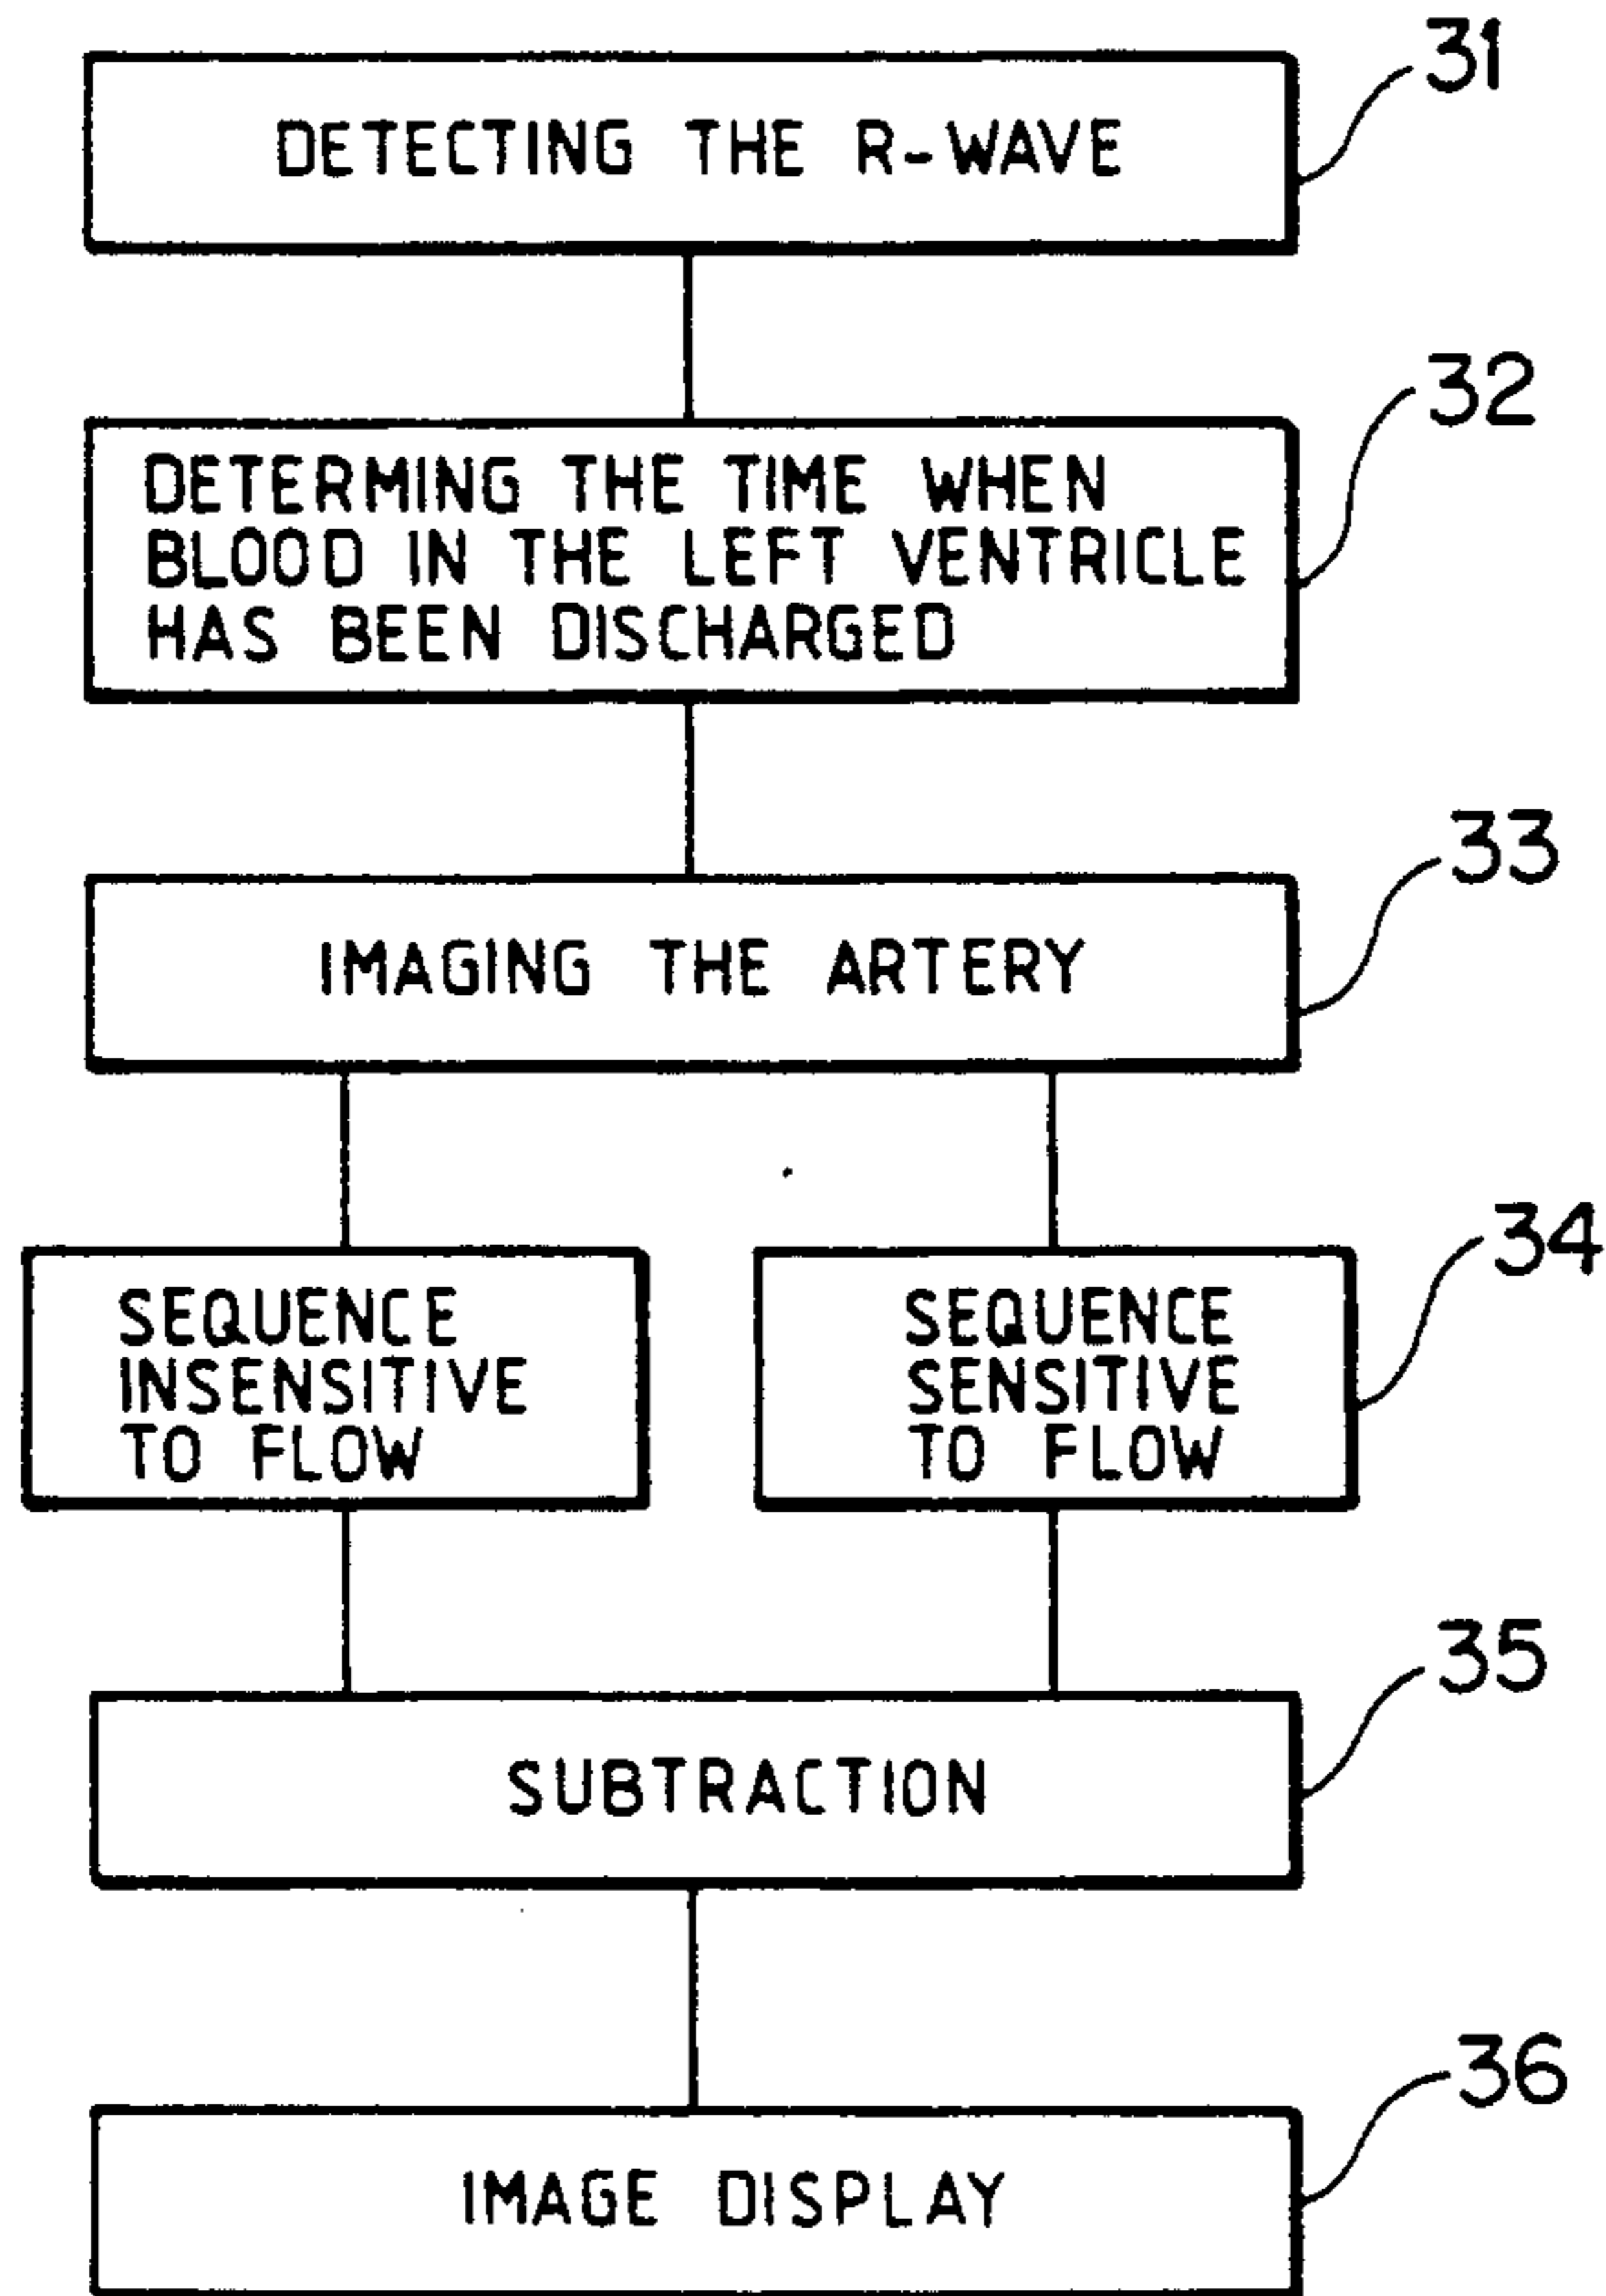 31
DETECTING THE R-WAVE
32
DETERMING THE TIME WHEN
BLOOD IN THE LEFT VENTRICLE
HAS BEEN DISCHARGED
33
IMAGING THE ARTERY
34
SEQUENCE
INSENSITIVE
TO FLOW
SEQUENCE
SENSITIVE
TO FLOW
35
SUBTRACTION
36
IMAGE DISPLAY